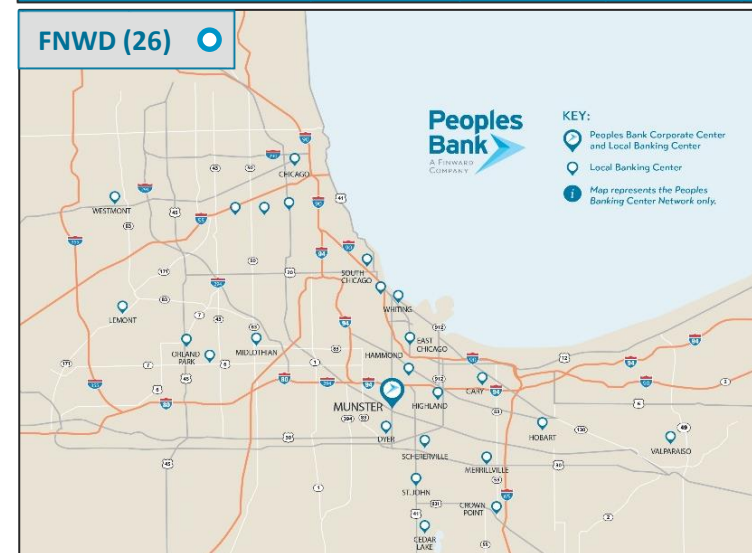 FNWD (26)
Peoples
Bank
A FINWARD
COMPANY
KEY:
Peoples Bank Corporate Center
and Local Banking Center
Local Banking Center
i
Map represents the Peoples
Banking Center Network only.
CHICAGO
WESTMONT
SOUTH
CHICAGO
WHITING
LEMONT
EAST
CHICAGO
ORLAND
PARK
MIDLOTHIAN
HAMMOND
GARY
MUNSTER
HIGHLAND
DYER
HOBART
SCHERERVILLE
VALPARAISO
MERRILLVILLE
ST. JOHN
CROWN
POINT
CEDAR
LAKE